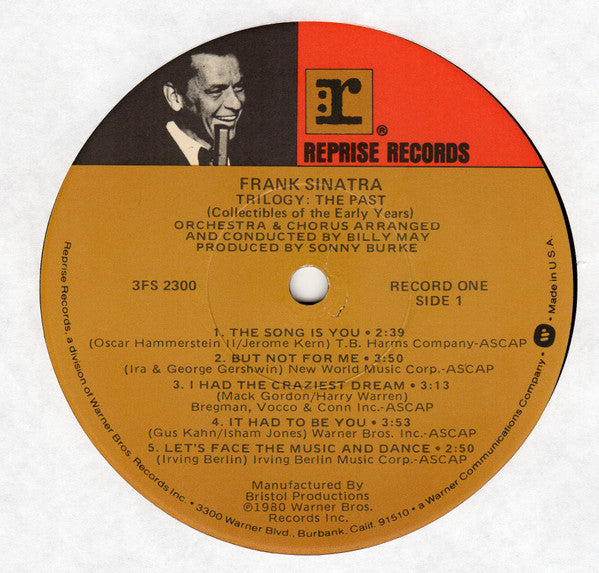 r
®
REPRISE RECORDS
FRANK SINATRA
TRILOGY: THE PAST
(Collectibles of the Early Years)
ORCHESTRA & CHORUS ARRANGED
AND CONDUCTED BY BILLY MAY
PRODUCED BY SONNY BURKE
3FS 2300
RECORD ONE
SIDE 1
1. THE SONG IS YOU • 2:39
(Oscar Hammerstein II/Jerome Kern) T.B. Harms Company-ASCAP
2. BUT NOT FOR ME • 3:50
(Ira & George Gershwin) New World Music Corp.-ASCAP
3. I HAD THE CRAZIEST DREAM • 3:13
(Mack Gordon/Harry Warren)
Bregman, Vocco & Conn Inc.-ASCAP
4. IT HAD TO BE YOU • 3:53
(Gus Kahn/Isham Jones) Warner Bros. Inc.-ASCAP
5. LET'S FACE THE MUSIC AND DANCE • 2:50
(Irving Berlin) Irving Berlin Music Corp.-ASCAP
Manufactured By
Bristol Productions
℗1980 Warner Bros.
Records Inc.
Reprise Records, a division of Warner Bros. Records Inc. • 3300 Warner Blvd., Burbank, Calif. 91510 • a Warner Communications Company • • Made in U.S.A.